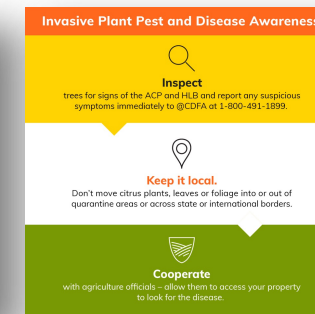 Invasive Plant Pest and Disease Awareness
Inspect
trees for signs of the ACP and HLB and report any suspicious
symptoms immediately to @CDFA at 1-800-491-1899.
Keep it local.
Don't move citrus plants, leaves or foliage into or out of
quarantine areas or across state or international borders.
Cooperate
with agriculture officials – allow them to access your property
to look for the disease.